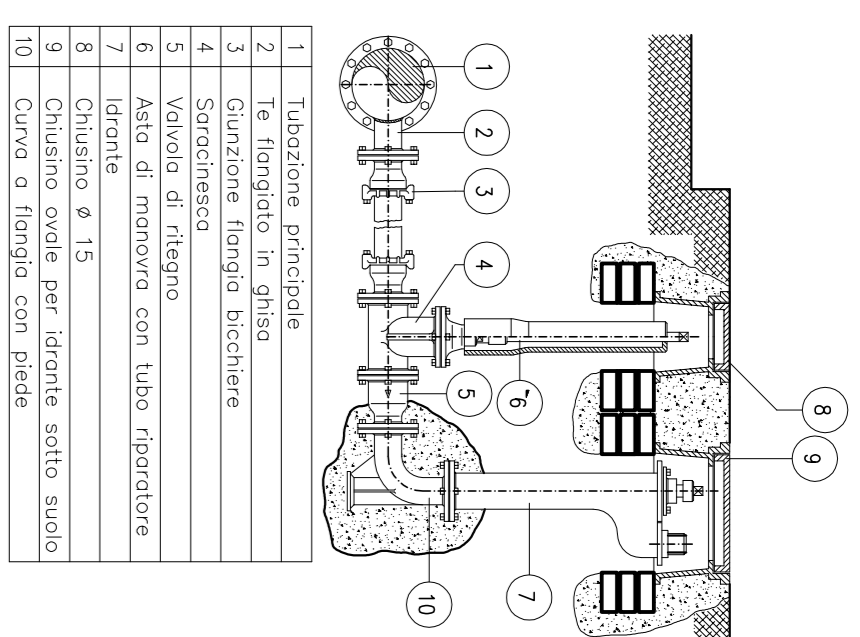 1
2
3
4
5
6
7
8
9
10
1 Tubazione principale
2 Te flangiato in ghisa
3 Giunzione flangia bicchiere
4 Saracinesca
5 Valvola di ritegno
6 Asta di manovra con tubo riparatore
7 Idrante
8 Chiusino ø 15
9 Chiusino ovale per idrante sotto suolo
10 Curva a flangia con piede